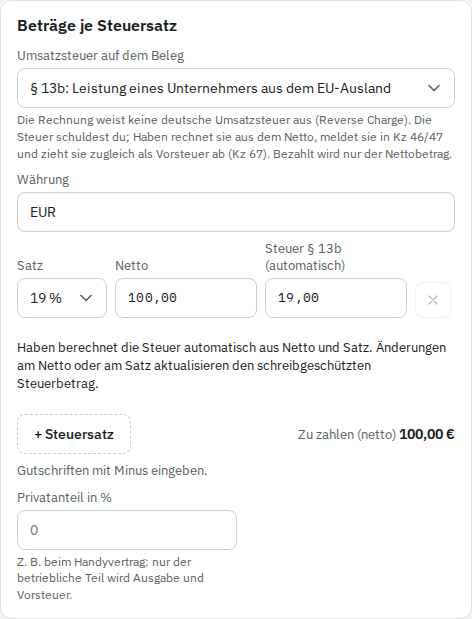 Beträge je Steuersatz
Umsatzsteuer auf dem Beleg
§ 13b: Leistung eines Unternehmers aus dem EU-Ausland
Die Rechnung weist keine deutsche Umsatzsteuer aus (Reverse Charge). Die
Steuer schuldest du; Haben rechnet sie aus dem Netto, meldet sie in Kz 46/47
und zieht sie zugleich als Vorsteuer ab (Kz 67). Bezahlt wird nur der Nettobetrag.
Währung
EUR
Satz
Netto
Steuer § 13b
(automatisch)
19 %
100,00
19,00
Haben berechnet die Steuer automatisch aus Netto und Satz. Änderungen
am Netto oder am Satz aktualisieren den schreibgeschützten
Steuerbetrag.
+ Steuersatz
Zu zahlen (netto) 100,00 €
Gutschriften mit Minus eingeben.
Privatanteil in %
0
Z. B. beim Handyvertrag: nur der
betriebliche Teil wird Ausgabe und
Vorsteuer.